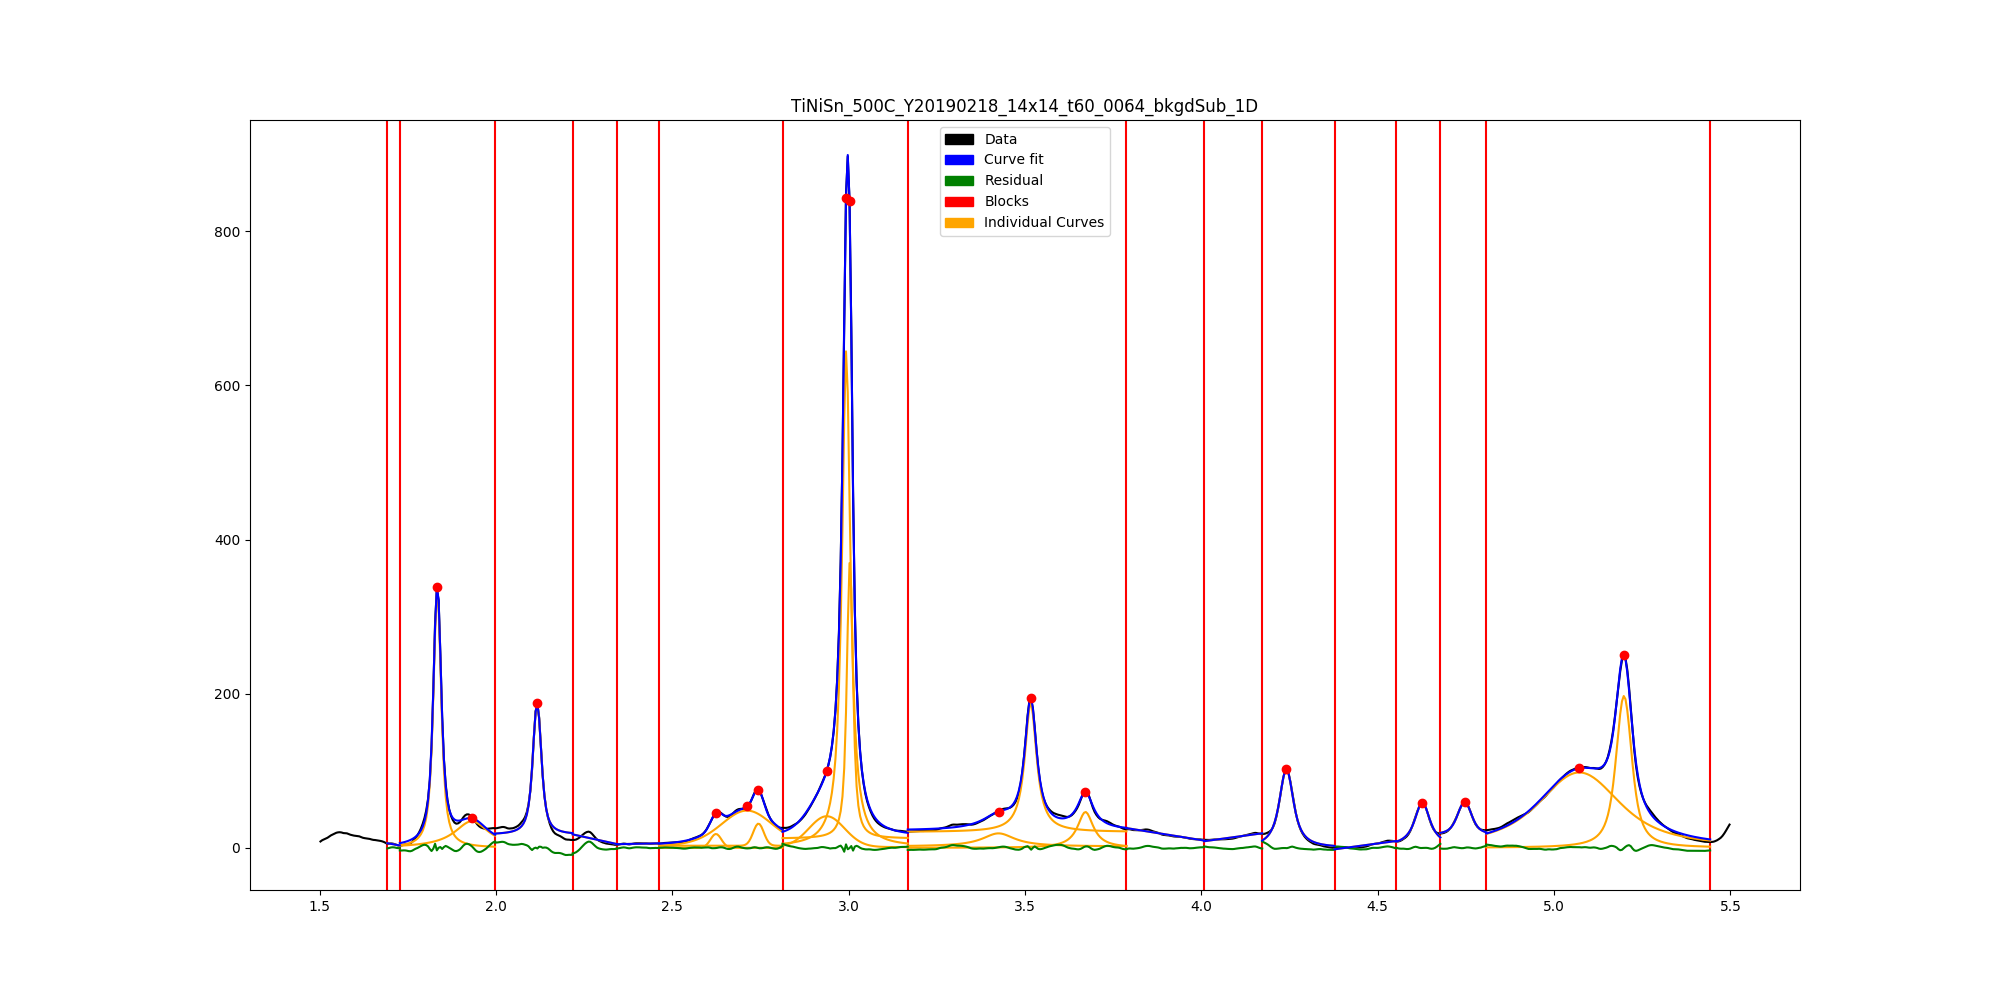 TiNiSn_500C_Y20190218_14x14_t60_0064_bkgdSub_1D
Data
Curve fit
Residual
Blocks
Individual Curves
800
600
400
200
0
1.5 2.0 2.5 3.0 3.5 4.0 4.5 5.0 5.5